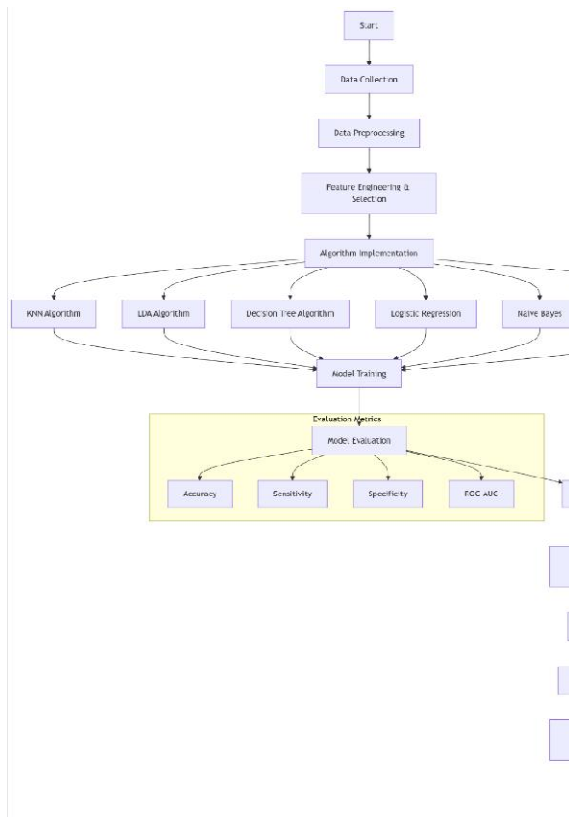 Start
Data Collection
Data Preprocessing
Feature Engineering &
Selection
Algorithm Implementation
KNN Algorithm
LDA Algorithm
Decision Tree Algorithm
Logistic Regression
Naive Bayes
Model Training
Evaluation Metrics
Model Evaluation
Accuracy
Sensitivity
Specificity
ROC AUC